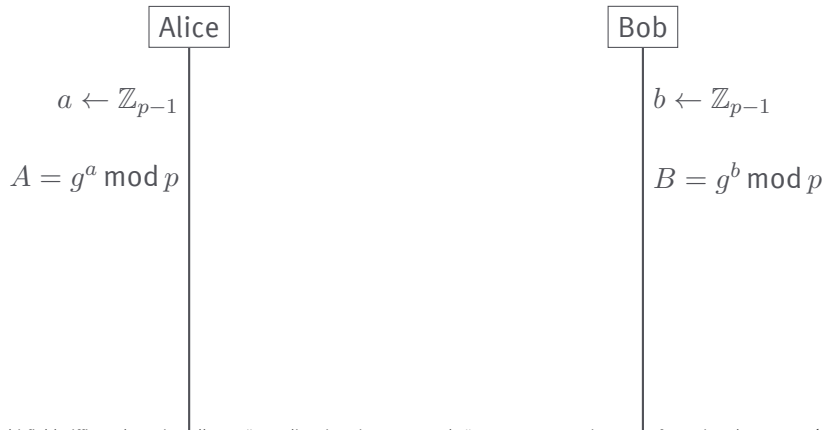 Alice
Bob
a ← ℤ_{p−1}
b ← ℤ_{p−1}
A = g^a mod p
B = g^b mod p